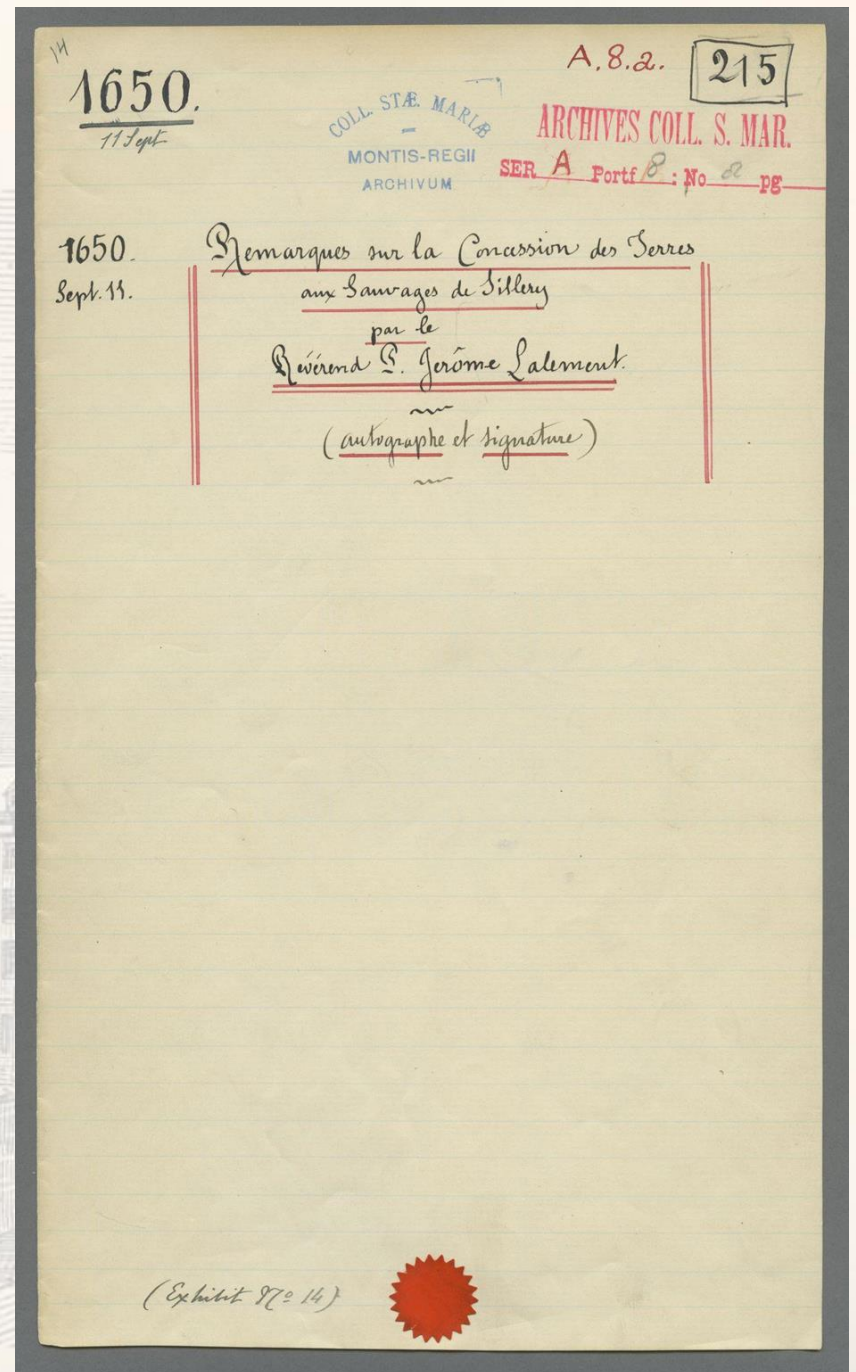 14
1650.
11 Sept
A.8.2.
215
COLL. STÆ. MARIÆ
MONTIS-REGII
ARCHIVUM
ARCHIVES COLL. S. MAR.
SER A Portf 8 : No 2 pg
1650.
Sept. 11.
Remarques sur la Concession des Terres
aux Sauvages de Sillery
par le
Révérend P. Jerôme Lalemont.
(autographe et signature)
(Exhibit No 14)